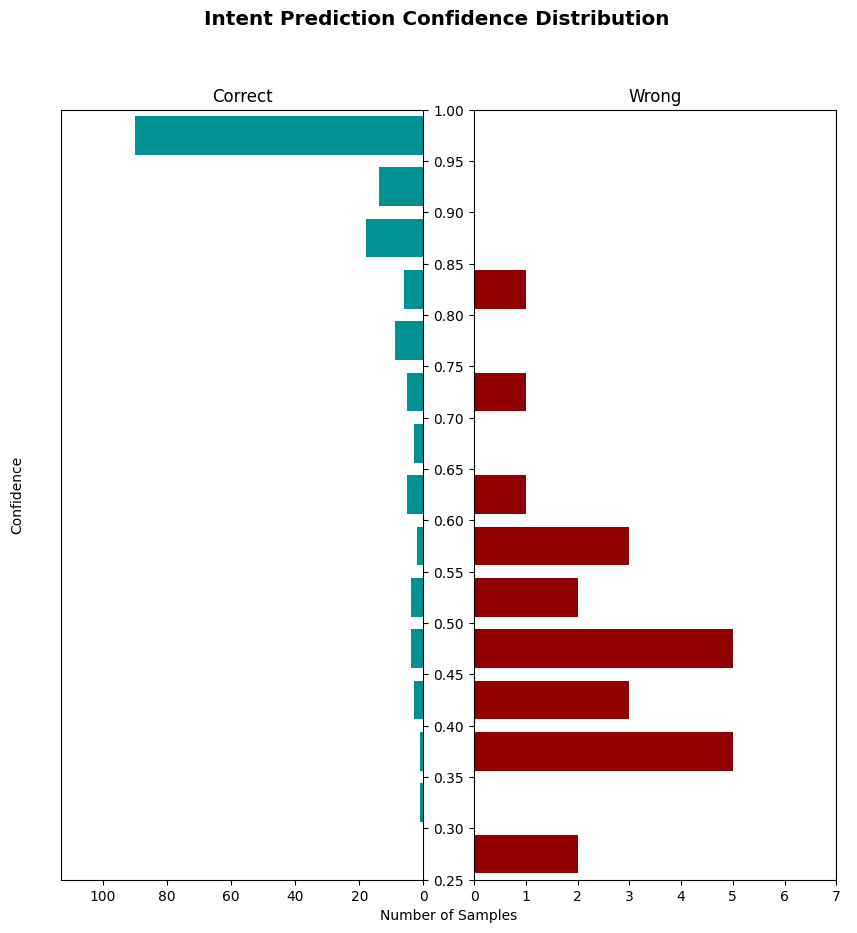 Intent Prediction Confidence Distribution
Correct
Wrong
1.00
0.95
0.90
0.85
0.80
0.75
0.70
0.65
0.60
0.55
0.50
0.45
0.40
0.35
0.30
0.25
Confidence
100 80 60 40 20 0
0 1 2 3 4 5 6 7
Number of Samples